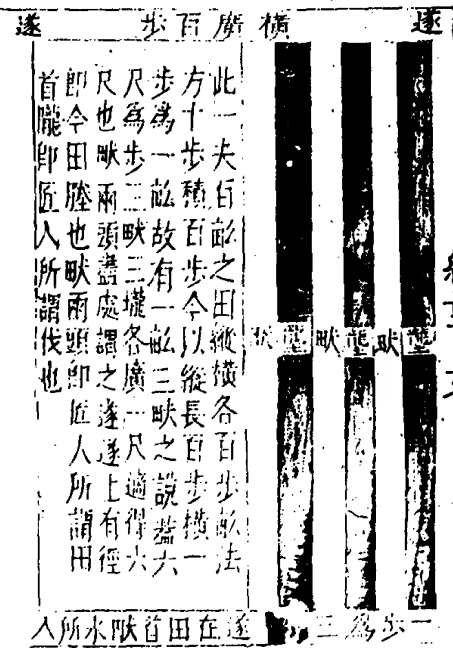 遂 橫廣百步 遂
壟 畎 壟 畎 壟
此一夫百畝之田縱橫各百步畝法
方十步積百步今以縱長百步橫一
步為一畝故有一畝三畎之說蓋六
尺為步三畎三壠各廣一尺適得六
尺也畎兩頭盡處謂之遂遂上有徑
即今田塍也畎兩頭即匠人所謂田
首隴即匠人所謂伐也
一步為三 遂在田首畎水所入